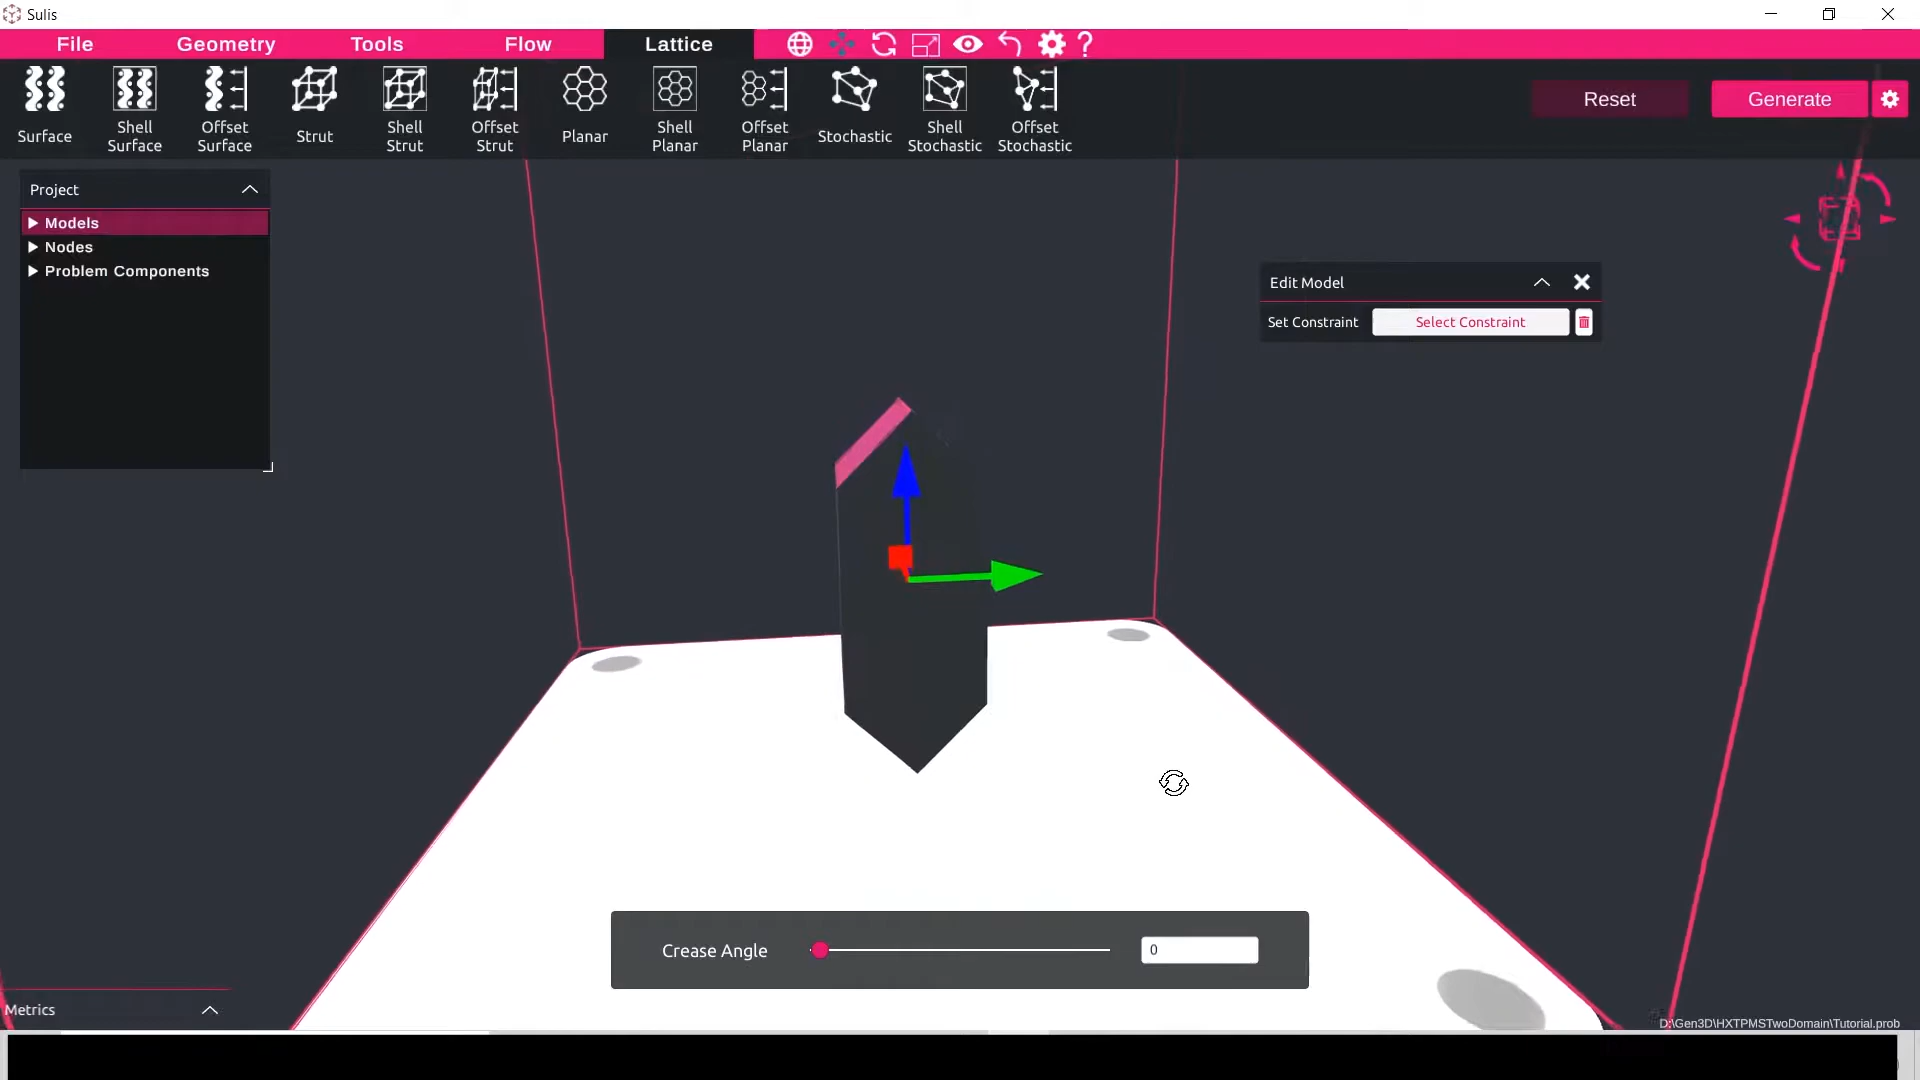 Sulis
File Geometry Tools Flow Lattice
Surface
Shell
Surface
Offset
Surface
Strut
Shell
Strut
Offset
Strut
Planar
Shell
Planar
Offset
Planar
Stochastic
Shell
Stochastic
Offset
Stochastic
Reset
Generate
Project
Models
Nodes
Problem Components
Edit Model
Set Constraint Select Constraint
Crease Angle 0
Metrics
D:\Gen3D\HXTPMSTwoDomain\Tutorial.prob